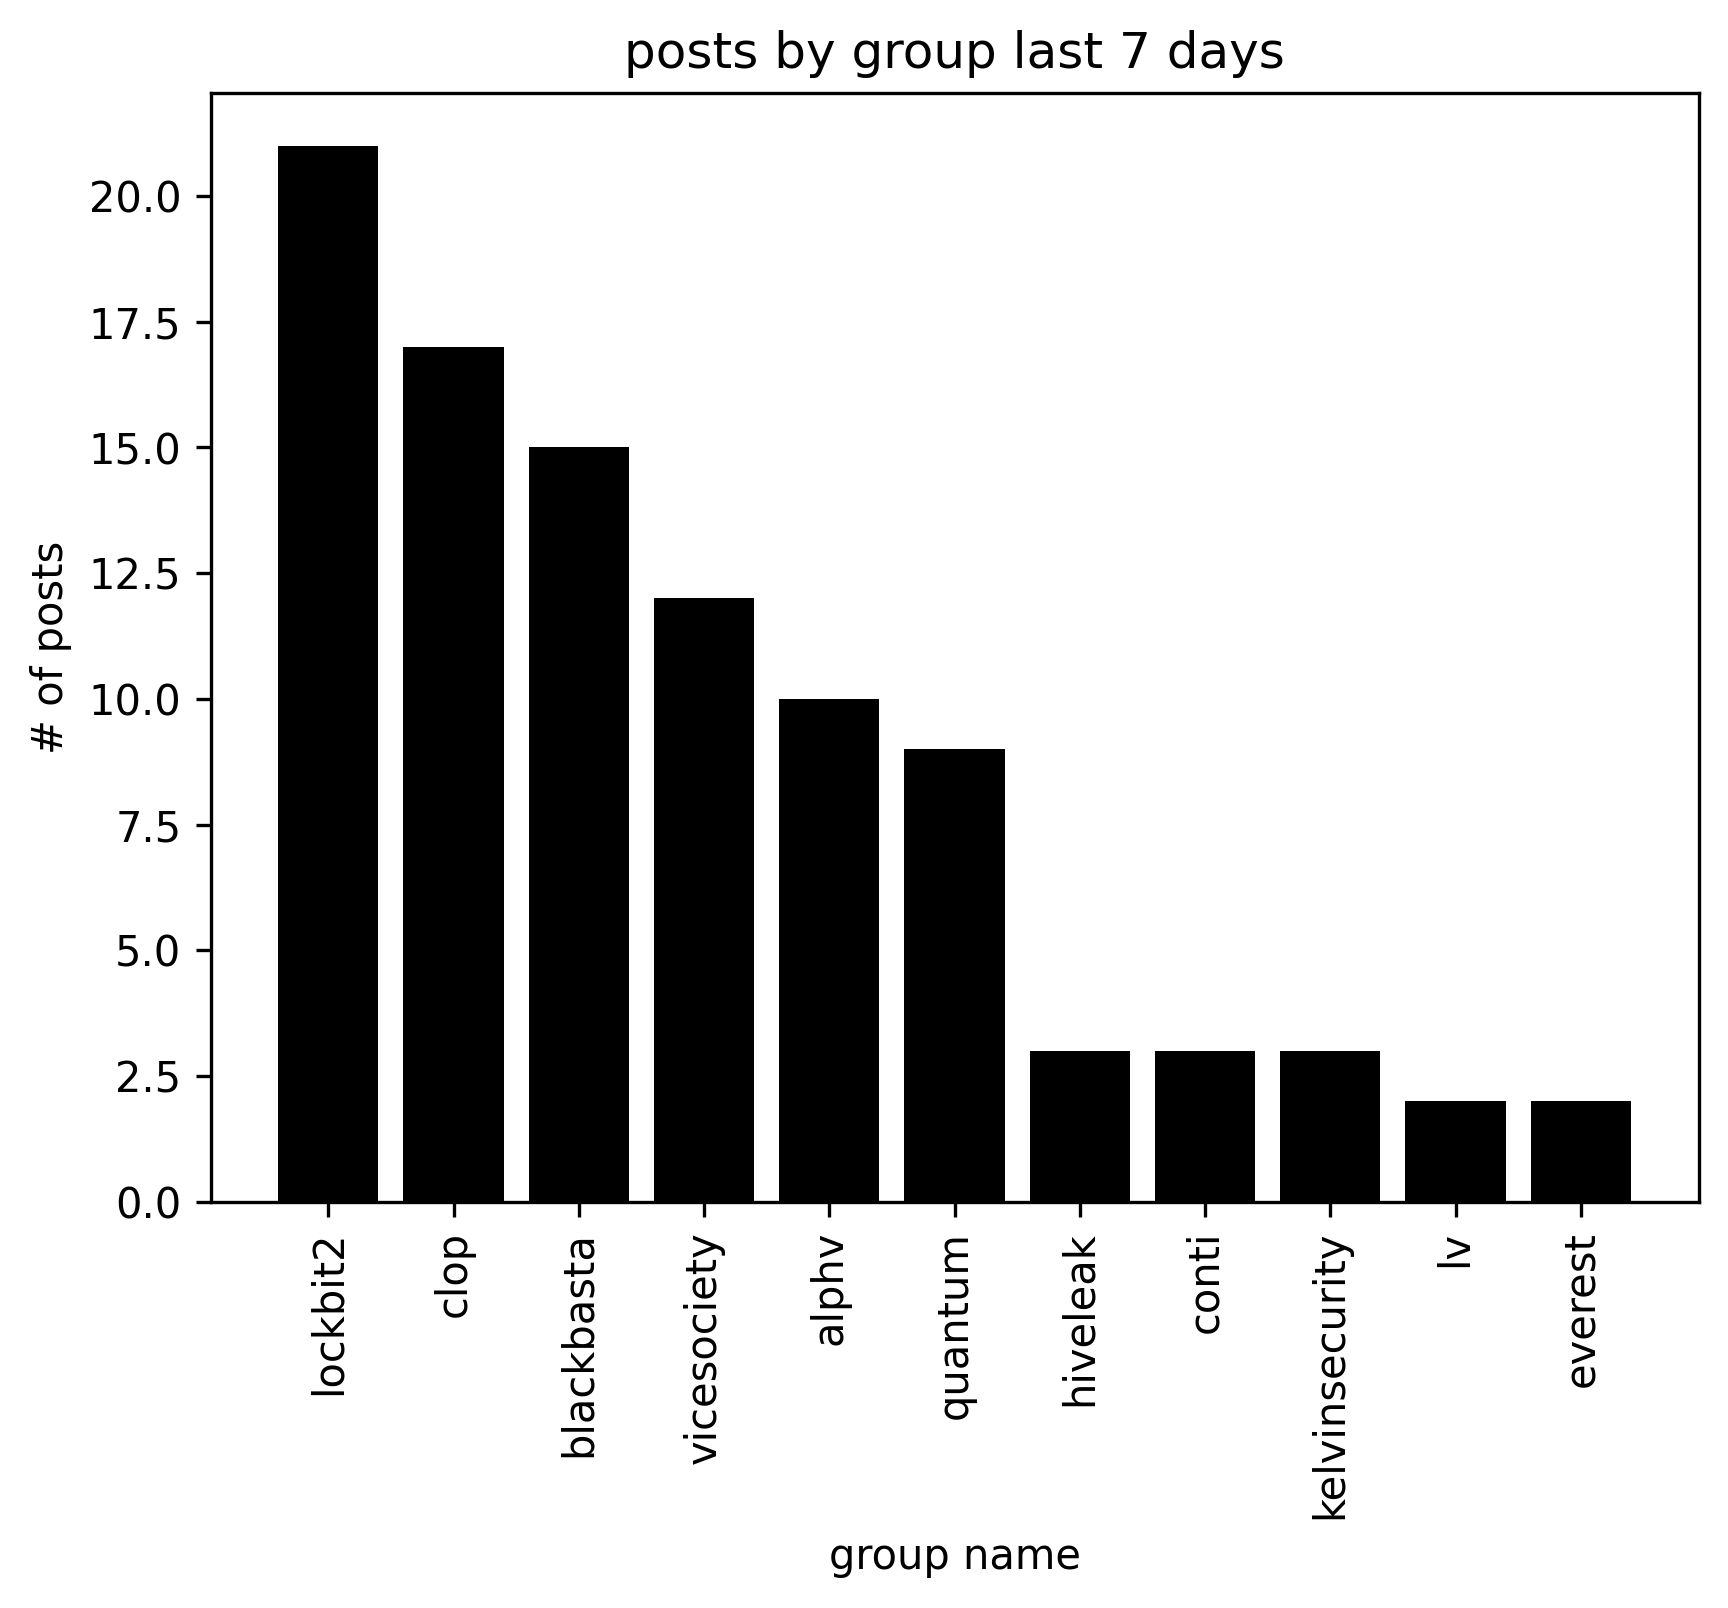 posts by group last 7 days
# of posts
20.0
17.5
15.0
12.5
10.0
7.5
5.0
2.5
0.0
lockbit2
clop
blackbasta
vicesociety
alphv
quantum
hiveleak
conti
kelvinsecurity
lv
everest
group name